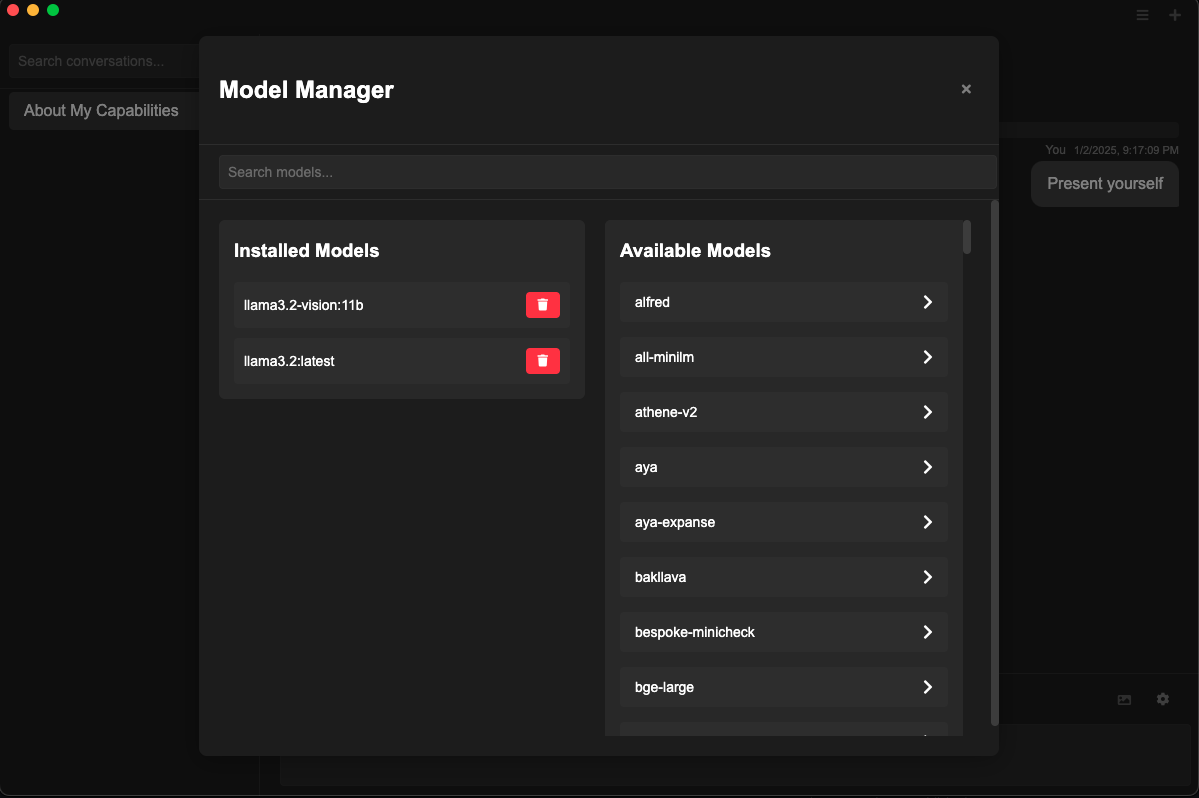 Search conversations...
About My Capabilities
Model Manager
Search models...
You 1/2/2025, 9:17:09 PM
Present yourself
Installed Models
llama3.2-vision:11b
llama3.2:latest
Available Models
alfred
all-minilm
athene-v2
aya
aya-expanse
bakllava
bespoke-minicheck
bge-large